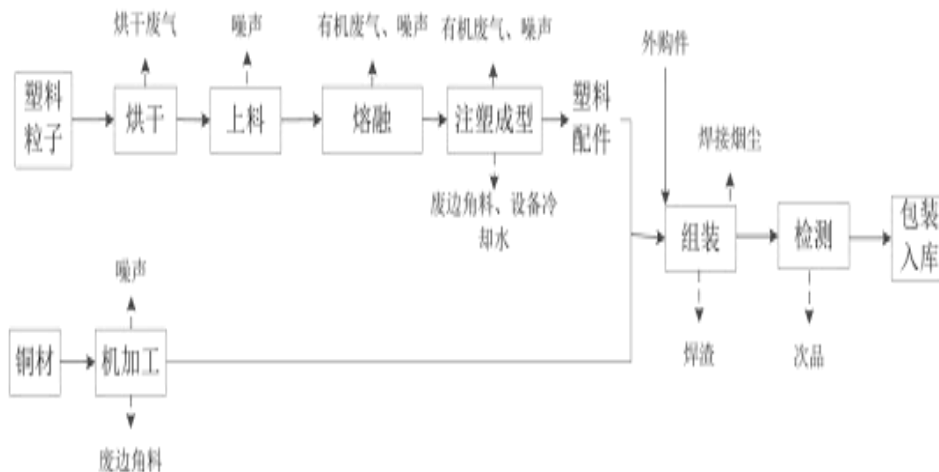 烘干废气
噪声
有机废气、噪声
有机废气、噪声
外购件
塑料
粒子
烘干
上料
熔融
注塑成型
塑料
配件
焊接烟尘
废边角料、设备冷
却水
组装
检测
包装
入库
噪声
铜材
机加工
焊渣
次品
废边角料